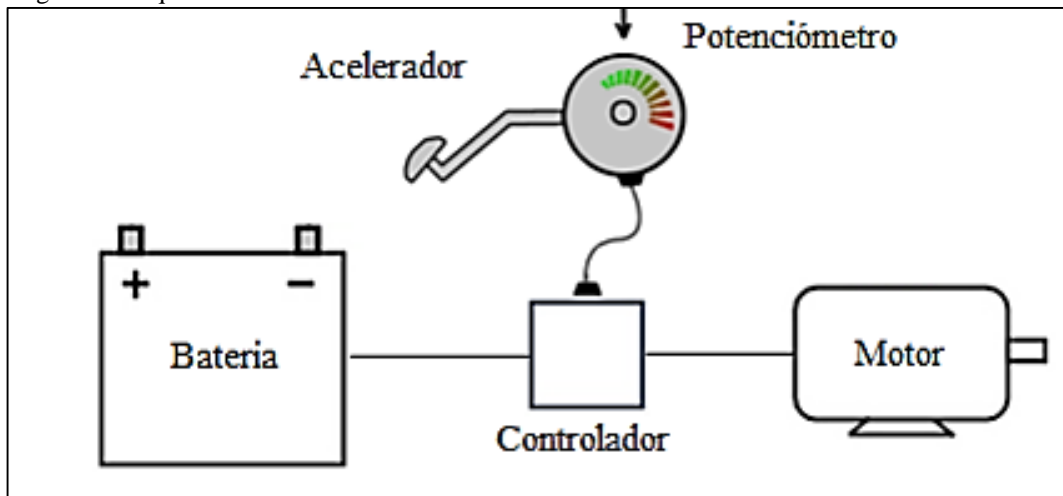 Potenciómetro
Acelerador
+ −
Bateria
Motor
Controlador